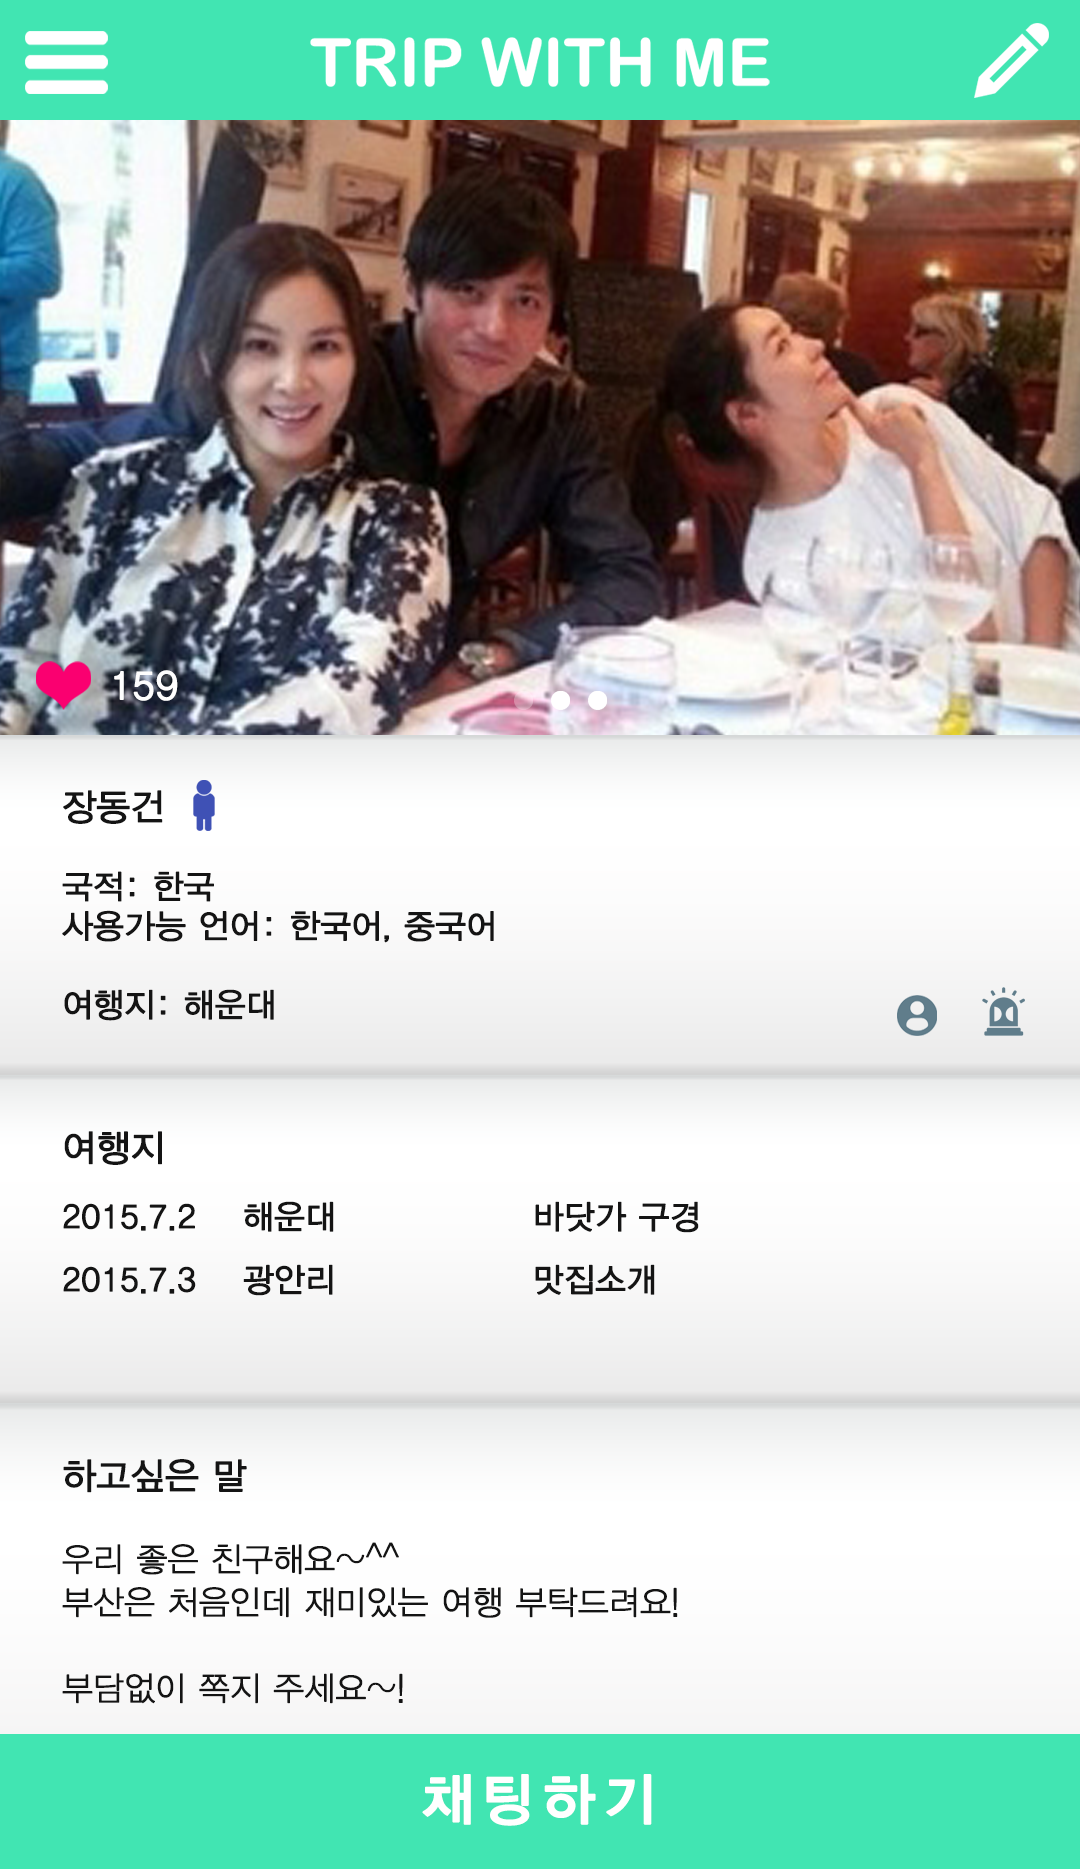 TRIP WITH ME
159
장동건
국적: 한국
사용가능 언어: 한국어, 중국어
여행지: 해운대
여행지
2015.7.2 해운대 바닷가 구경
2015.7.3 광안리 맛집소개
하고싶은 말
우리 좋은 친구해요~^^
부산은 처음인데 재미있는 여행 부탁드려요!
부담없이 쪽지 주세요~!
채팅하기